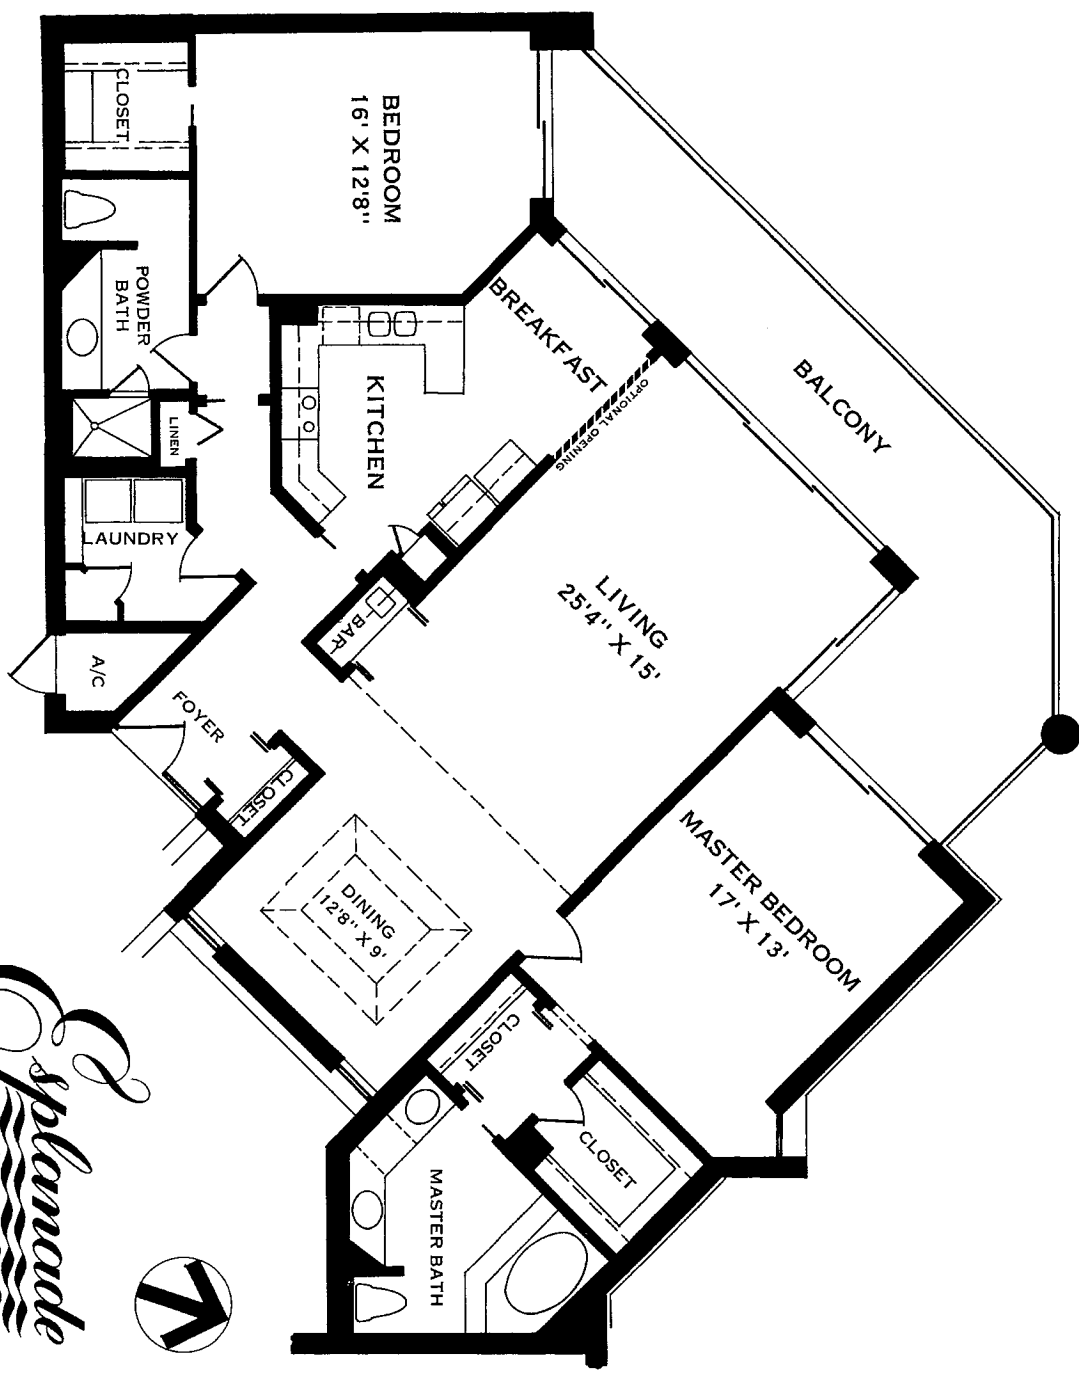 CLOSET
BEDROOM
16' X 12'8"
POWDER
BATH
BREAKFAST
OPTIONAL OPENING
BALCONY
KITCHEN
LINEN
LAUNDRY
LIVING
25'4" X 15'
BAR
A/C
FOYER
CLOSET
MASTER BEDROOM
17' X 13'
DINING
12'8" X 9'
CLOSET
CLOSET
MASTER BATH
Esplanade